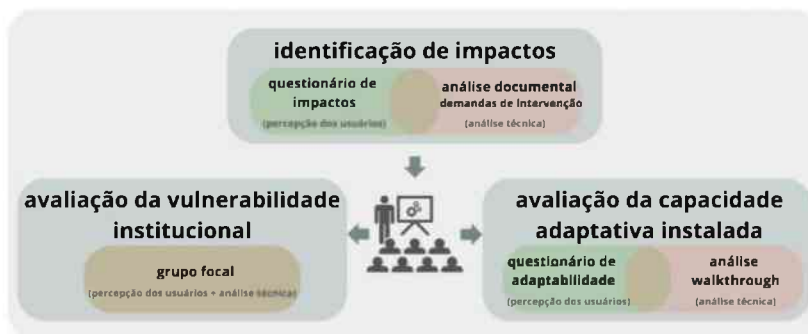 identificação de impactos
questionário de
impactos
(percepção dos usuários)
análise documental
demandas de intervenção
(análise técnica)
avaliação da vulnerabilidade
institucional
grupo focal
(percepção dos usuários + análise técnica)
avaliação da capacidade
adaptativa instalada
questionário de
adaptabilidade
(percepção dos usuários)
análise
walkthrough
(análise técnica)